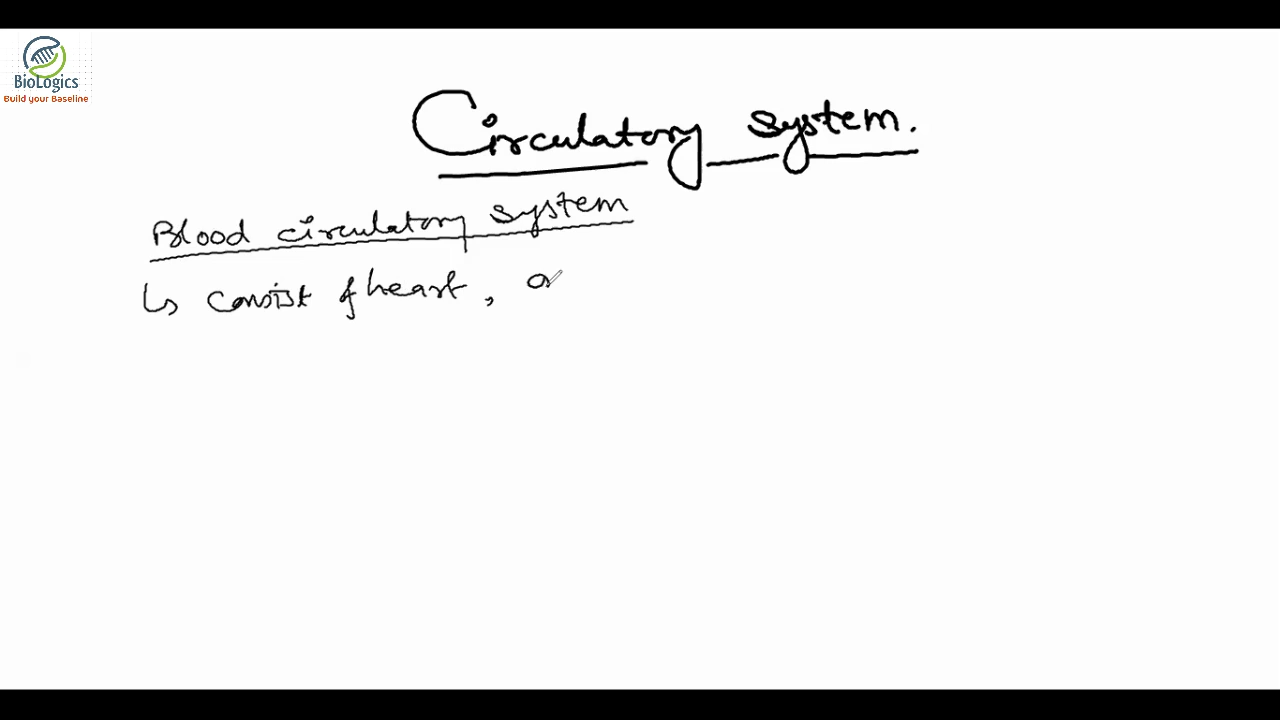 BioLogics
Build your Baseline
Circulatory system.
Blood circulatory system
↳ consist of heart,